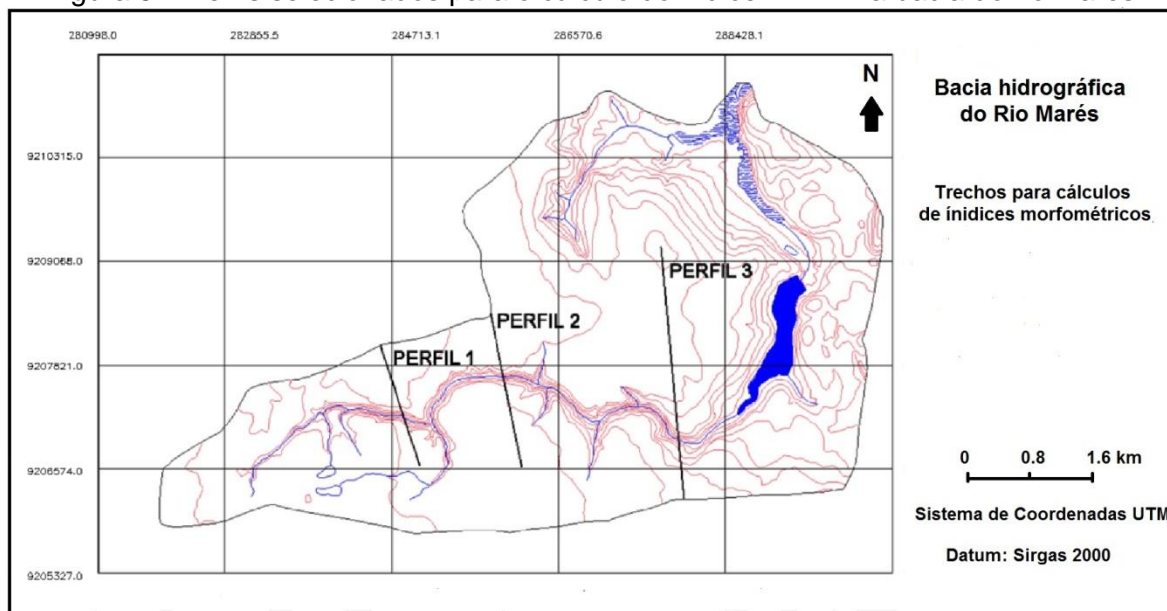 280998.0 282855.5 284713.1 286570.6 288428.1
N
Bacia hidrográfica
do Rio Marés
9210315.0
Trechos para cálculos
de ínidices morfométricos
9209068.0
PERFIL 3
PERFIL 2
PERFIL 1
9207821.0
9206574.0
0 0.8 1.6 km
Sistema de Coordenadas UTM
Datum: Sirgas 2000
9205327.0